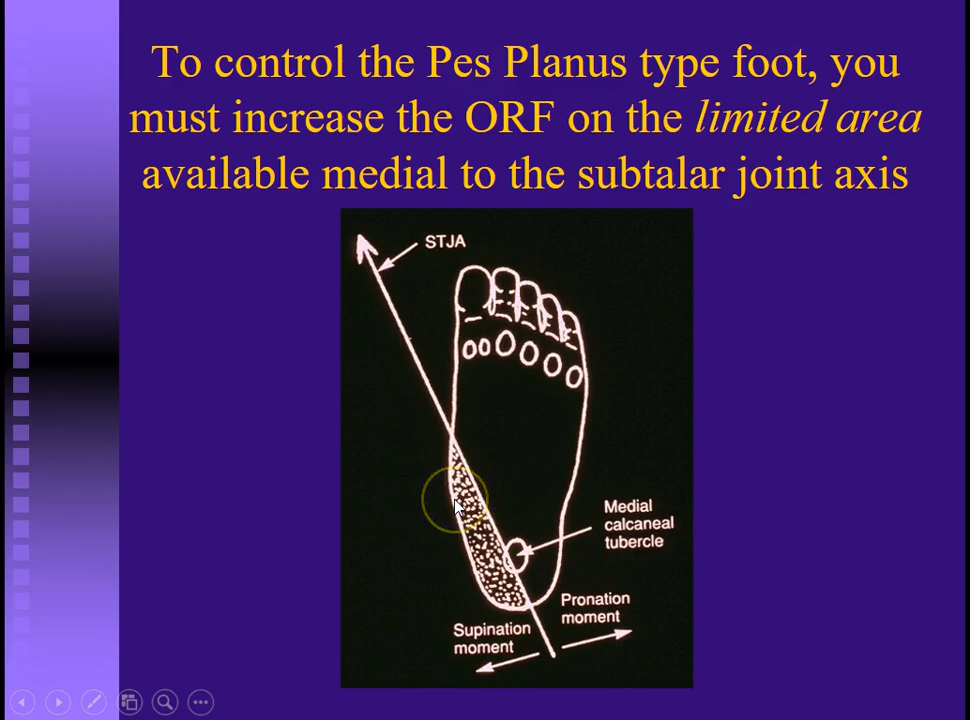 To control the Pes Planus type foot, you
must increase the ORF on the limited area
available medial to the subtalar joint axis
STJA
Medial
calcaneal
tubercle
Pronation
moment
Supination
moment